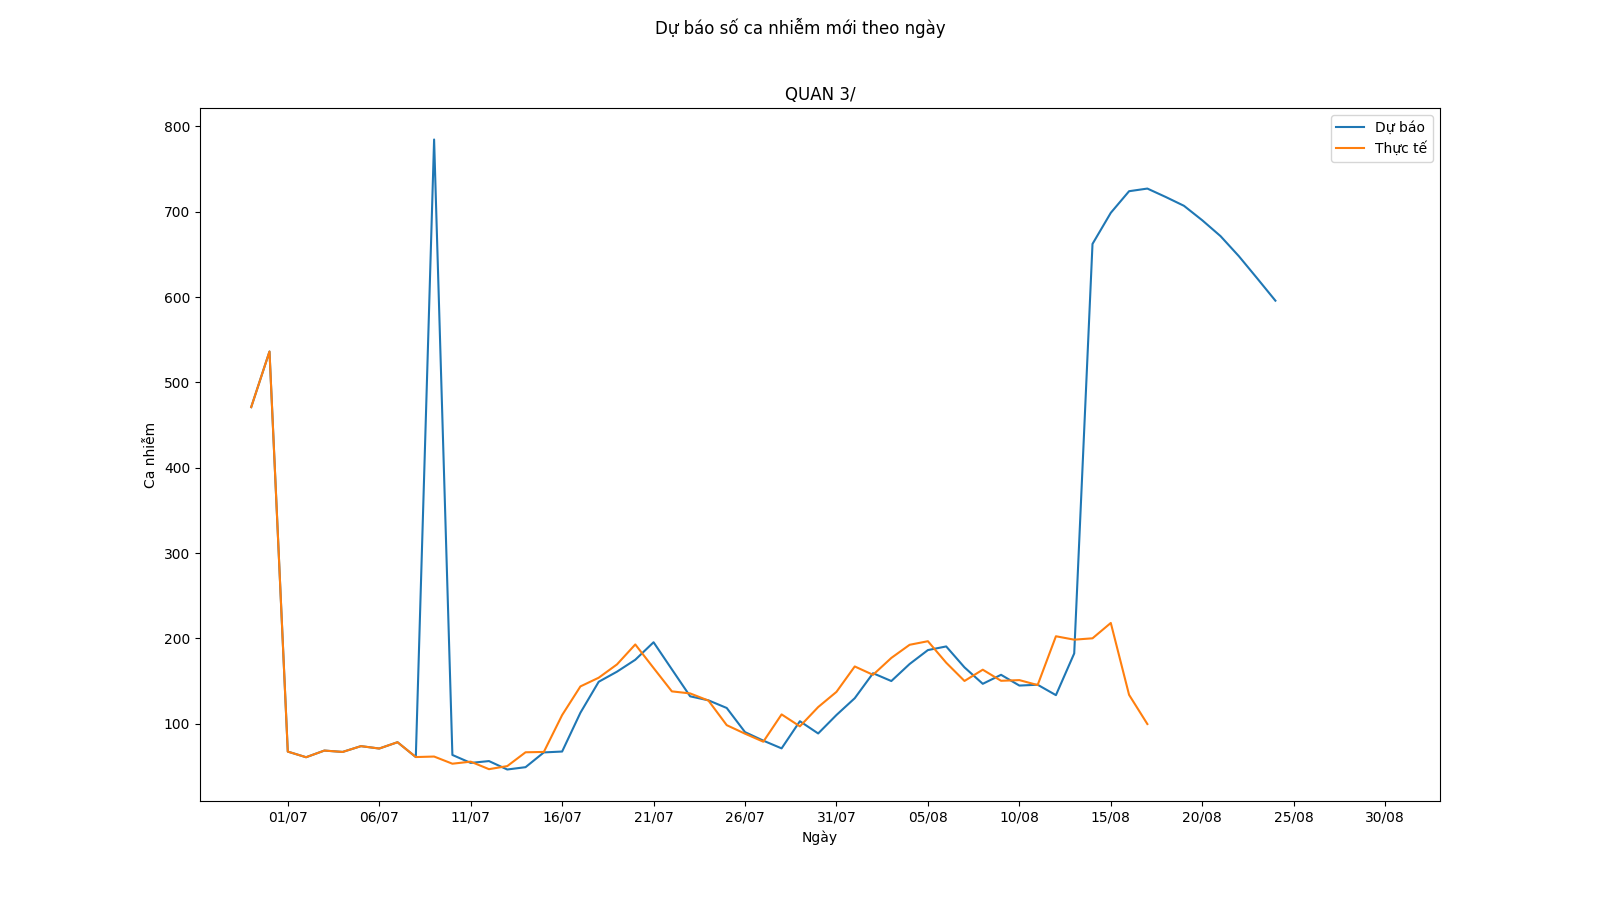 Dự báo số ca nhiễm mới theo ngày
QUAN 3/
Dự báo
Thực tế
800
700
600
500
400
300
200
100
Ca nhiễm
01/07 06/07 11/07 16/07 21/07 26/07 31/07 05/08 10/08 15/08 20/08 25/08 30/08
Ngày